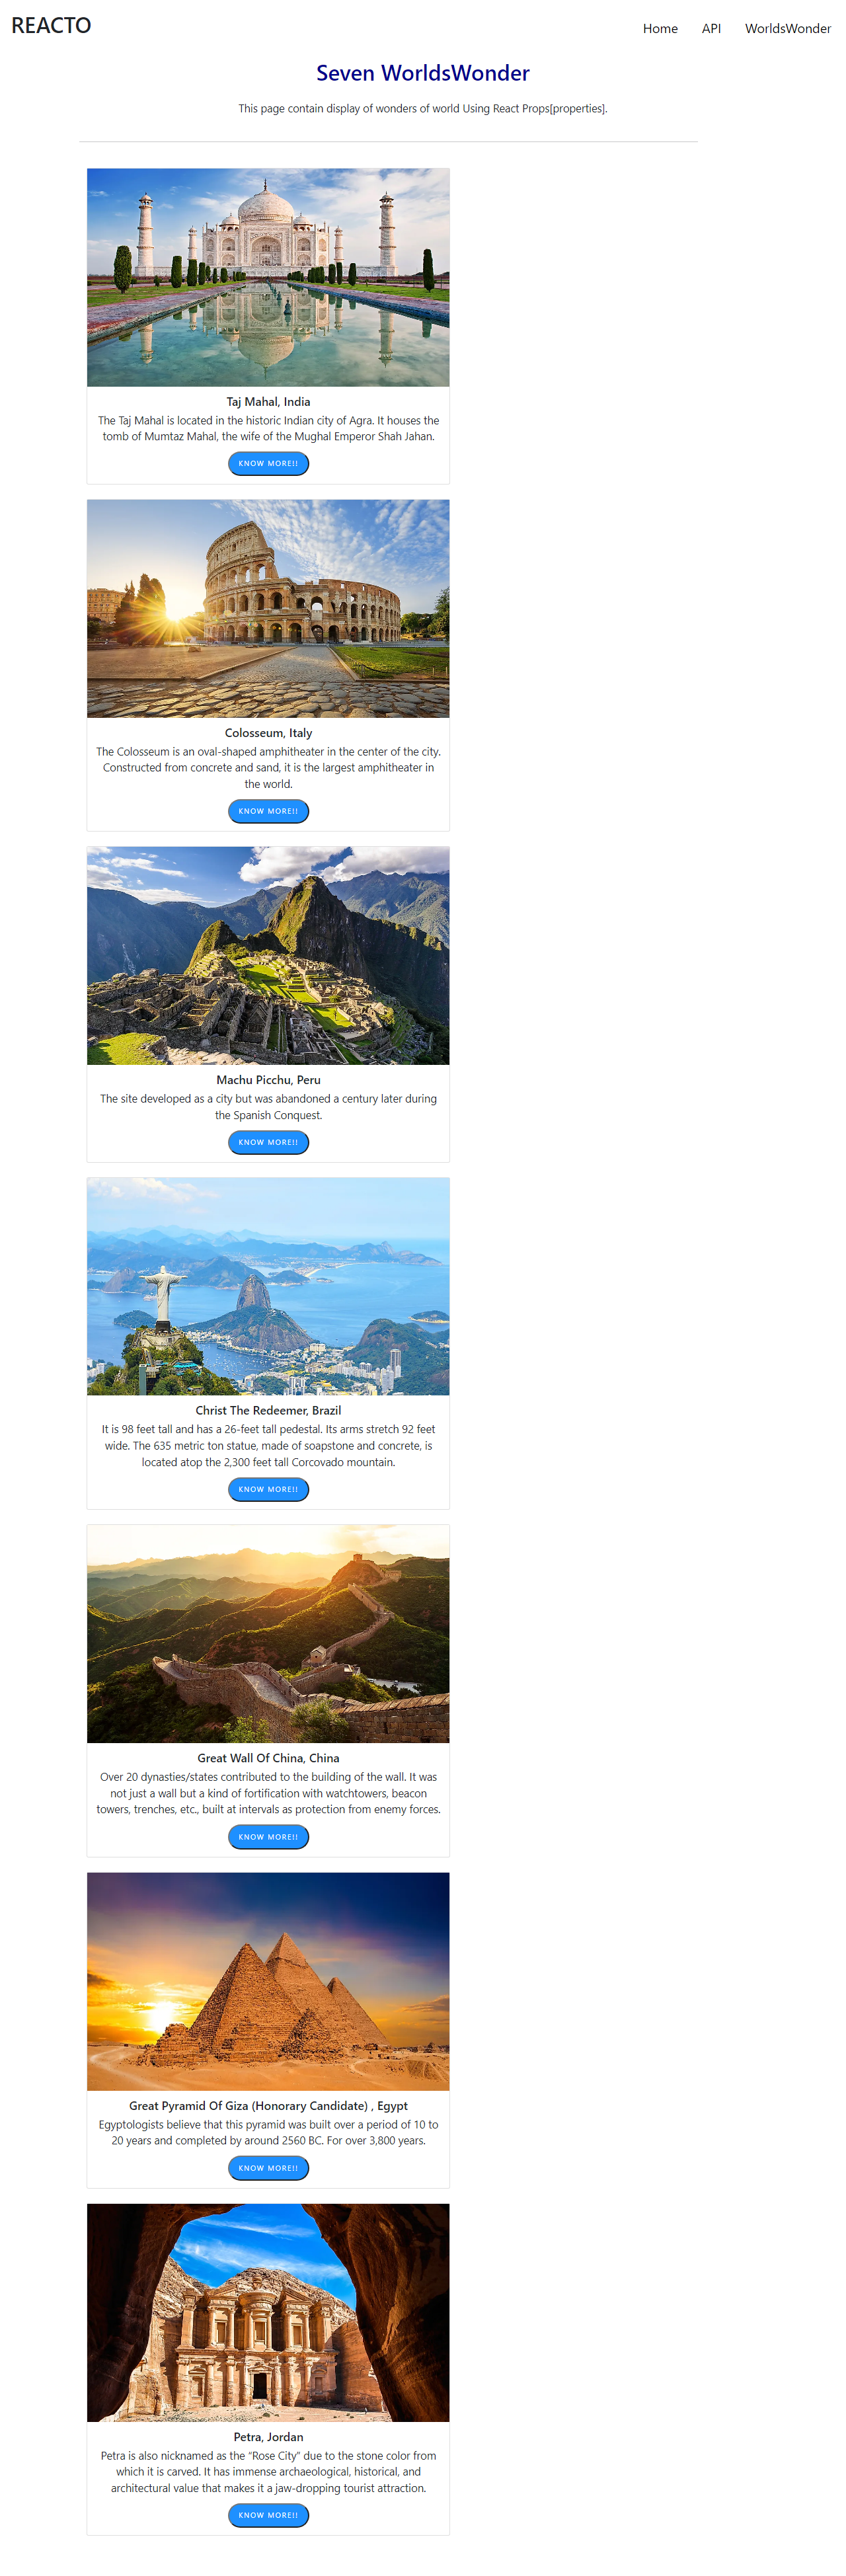 REACTO
Home API WorldsWonder
Seven WorldsWonder
This page contain display of wonders of world Using React Props[properties].
Taj Mahal, India
The Taj Mahal is located in the historic Indian city of Agra. It houses the
tomb of Mumtaz Mahal, the wife of the Mughal Emperor Shah Jahan.
KNOW MORE!!
Colosseum, Italy
The Colosseum is an oval-shaped amphitheater in the center of the city.
Constructed from concrete and sand, it is the largest amphitheater in
the world.
KNOW MORE!!
Machu Picchu, Peru
The site developed as a city but was abandoned a century later during
the Spanish Conquest.
KNOW MORE!!
Christ The Redeemer, Brazil
It is 98 feet tall and has a 26-feet tall pedestal. Its arms stretch 92 feet
wide. The 635 metric ton statue, made of soapstone and concrete, is
located atop the 2,300 feet tall Corcovado mountain.
KNOW MORE!!
Great Wall Of China, China
Over 20 dynasties/states contributed to the building of the wall. It was
not just a wall but a kind of fortification with watchtowers, beacon
towers, trenches, etc., built at intervals as protection from enemy forces.
KNOW MORE!!
Great Pyramid Of Giza (Honorary Candidate) , Egypt
Egyptologists believe that this pyramid was built over a period of 10 to
20 years and completed by around 2560 BC. For over 3,800 years.
KNOW MORE!!
Petra, Jordan
Petra is also nicknamed as the “Rose City” due to the stone color from
which it is carved. It has immense archaeological, historical, and
architectural value that makes it a jaw-dropping tourist attraction.
KNOW MORE!!